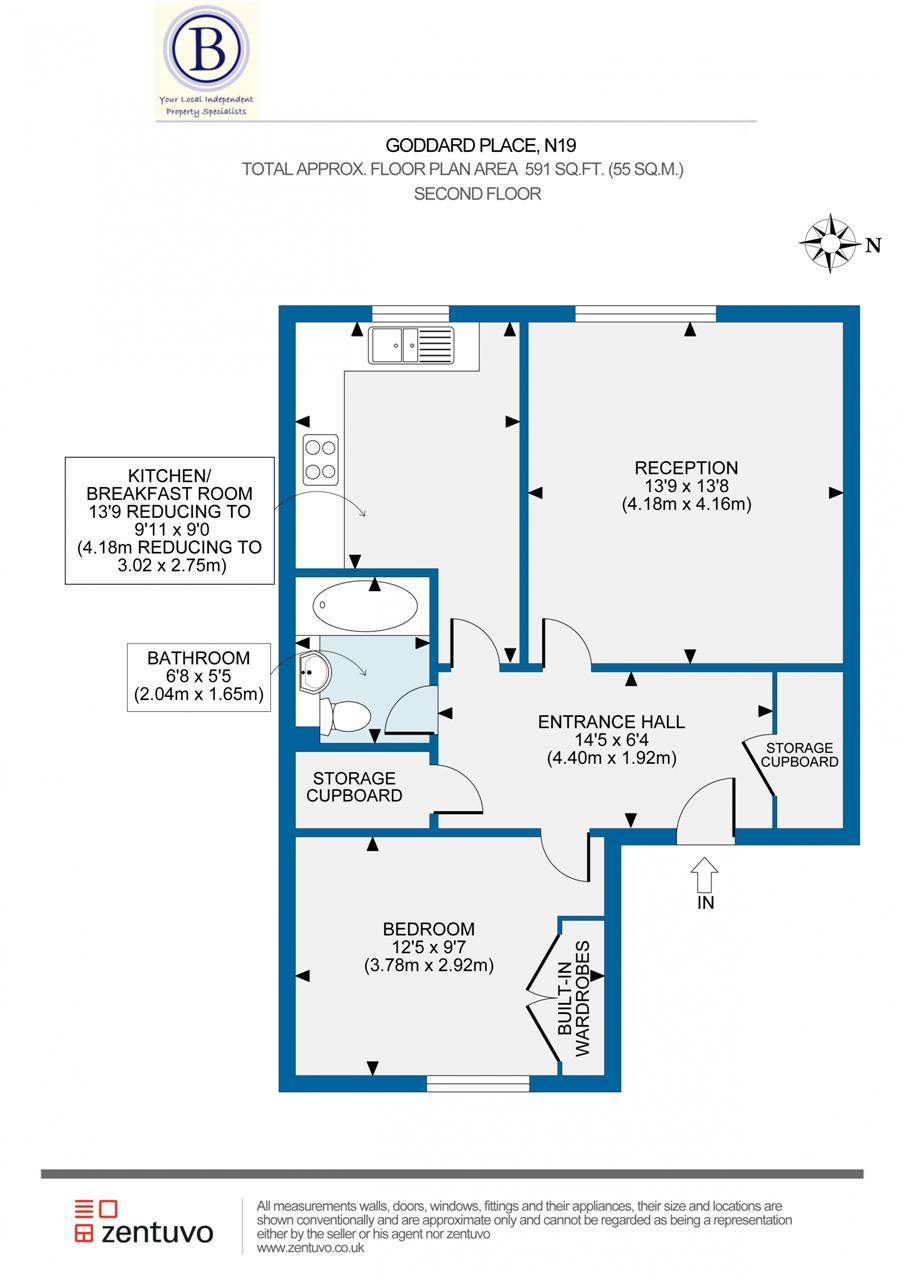 B
Your Local Independent
Property Specialists
GODDARD PLACE, N19
TOTAL APPROX. FLOOR PLAN AREA 591 SQ.FT. (55 SQ.M.)
SECOND FLOOR
N
KITCHEN/
BREAKFAST ROOM
13'9 REDUCING TO
9'11 x 9'0
(4.18m REDUCING TO
3.02 x 2.75m)
RECEPTION
13'9 x 13'8
(4.18m x 4.16m)
BATHROOM
6'8 x 5'5
(2.04m x 1.65m)
ENTRANCE HALL
14'5 x 6'4
(4.40m x 1.92m)
STORAGE
CUPBOARD
STORAGE
CUPBOARD
IN
BEDROOM
12'5 x 9'7
(3.78m x 2.92m)
BUILT-IN
WARDROBES
zentuvo
All measurements walls, doors, windows, fittings and their appliances, their size and locations are
shown conventionally and are approximate only and cannot be regarded as being a representation
either by the seller or his agent nor zentuvo
www.zentuvo.co.uk